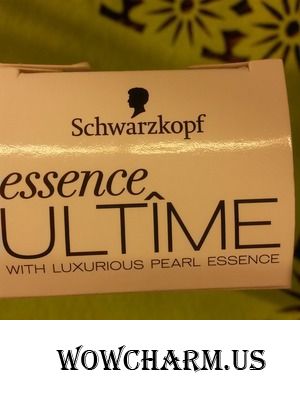 Schwarzkopf
essence
ULTÎME
WITH LUXURIOUS PEARL ESSENCE
WOWCHARM.US